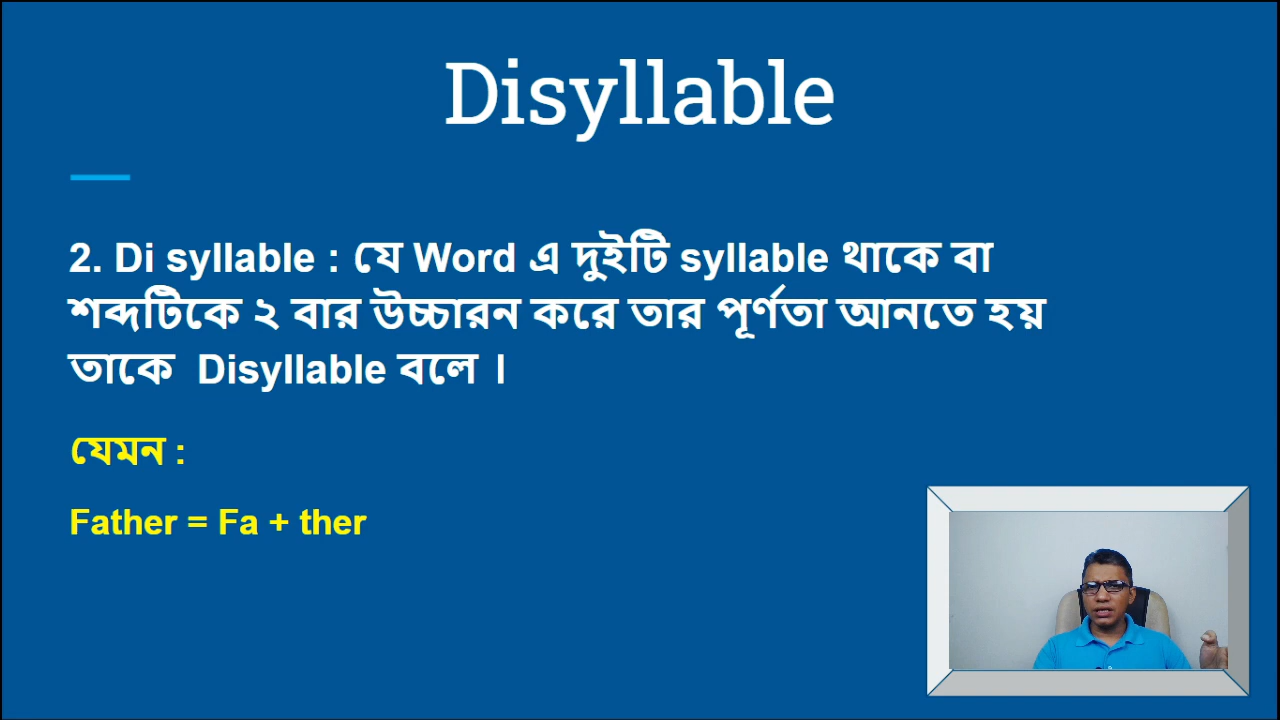 Disyllable
2. Di syllable : যে Word এ দুইটি syllable থাকে বা
শব্দটিকে ২ বার উচ্চারন করে তার পূর্ণতা আনতে হয়
তাকে Disyllable বলে ।
যেমন :
Father = Fa + ther